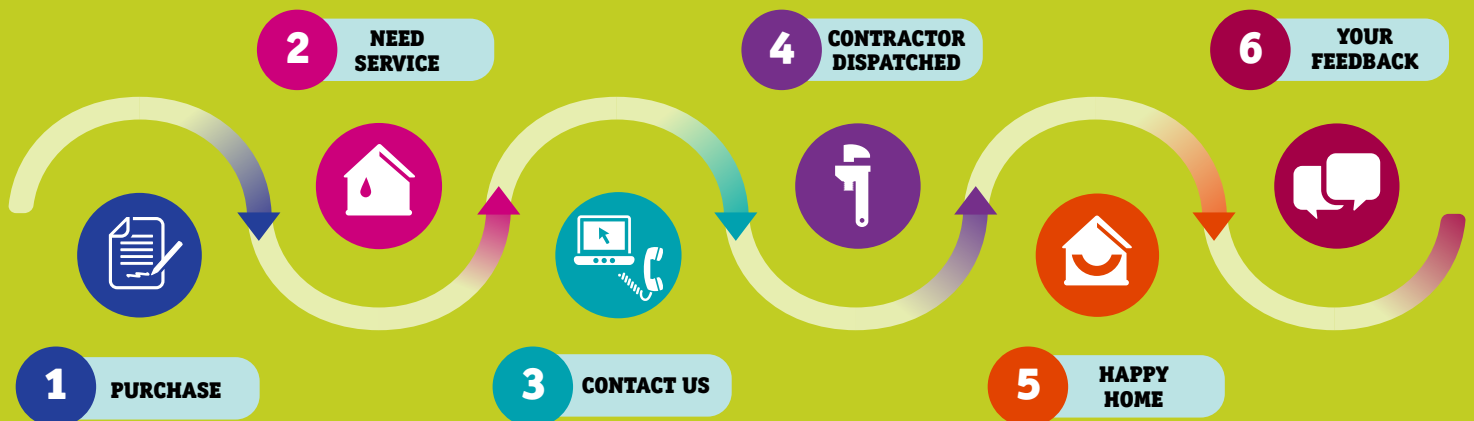 1
PURCHASE
2
NEED
SERVICE
3
CONTACT US
4
CONTRACTOR
DISPATCHED
5
HAPPY
HOME
6
YOUR
FEEDBACK